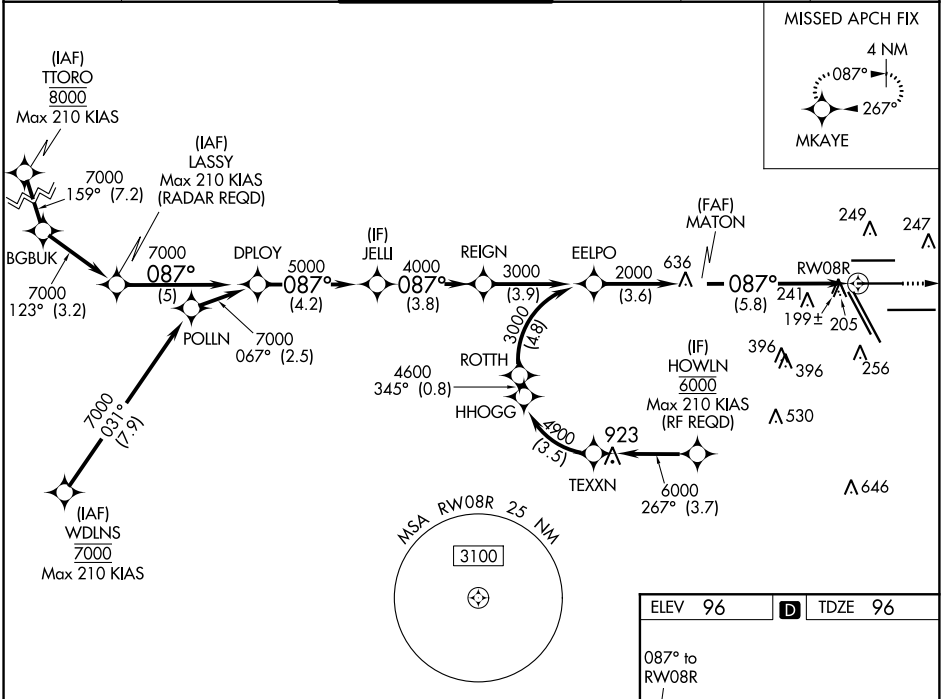 MISSED APCH FIX
4 NM
087°
267°
MKAYE
(IAF)
TTORO
8000
Max 210 KIAS
(IAF)
LASSY
Max 210 KIAS
(RADAR REQD)
7000
159° (7.2)
BGBUK
7000
123° (3.2)
7000
087°
(5)
DPLOY
5000
087°
(4.2)
(IF)
JELLI
4000
087°
(3.8)
REIGN
3000
(3.9)
EELPO
2000
(3.6)
636
(FAF)
MATON
087°
(5.8)
RW08R
249
247
241
199±
205
256
396
396
530
646
POLLN
7000
067° (2.5)
7000
031°
(7.9)
(IAF)
WDLNS
7000
Max 210 KIAS
3000
(4.8)
ROTTH
4600
345° (0.8)
HHOGG
4900
(3.5)
TEXXN
923
(IF)
HOWLN
6000
Max 210 KIAS
(RF REQD)
6000
267° (3.7)
MSA RW08R 25 NM
3100
ELEV 96
D
TDZE 96
087° to
RW08R